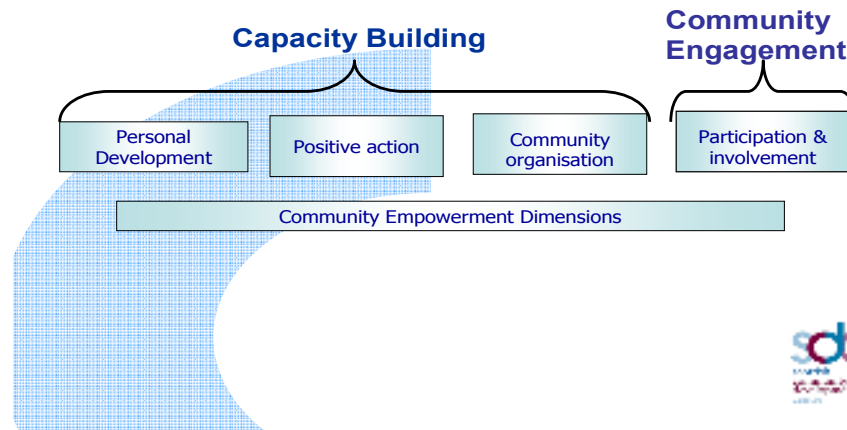 Capacity Building
Community
Engagement
Personal
Development
Positive action
Community
organisation
Participation &
involvement
Community Empowerment Dimensions